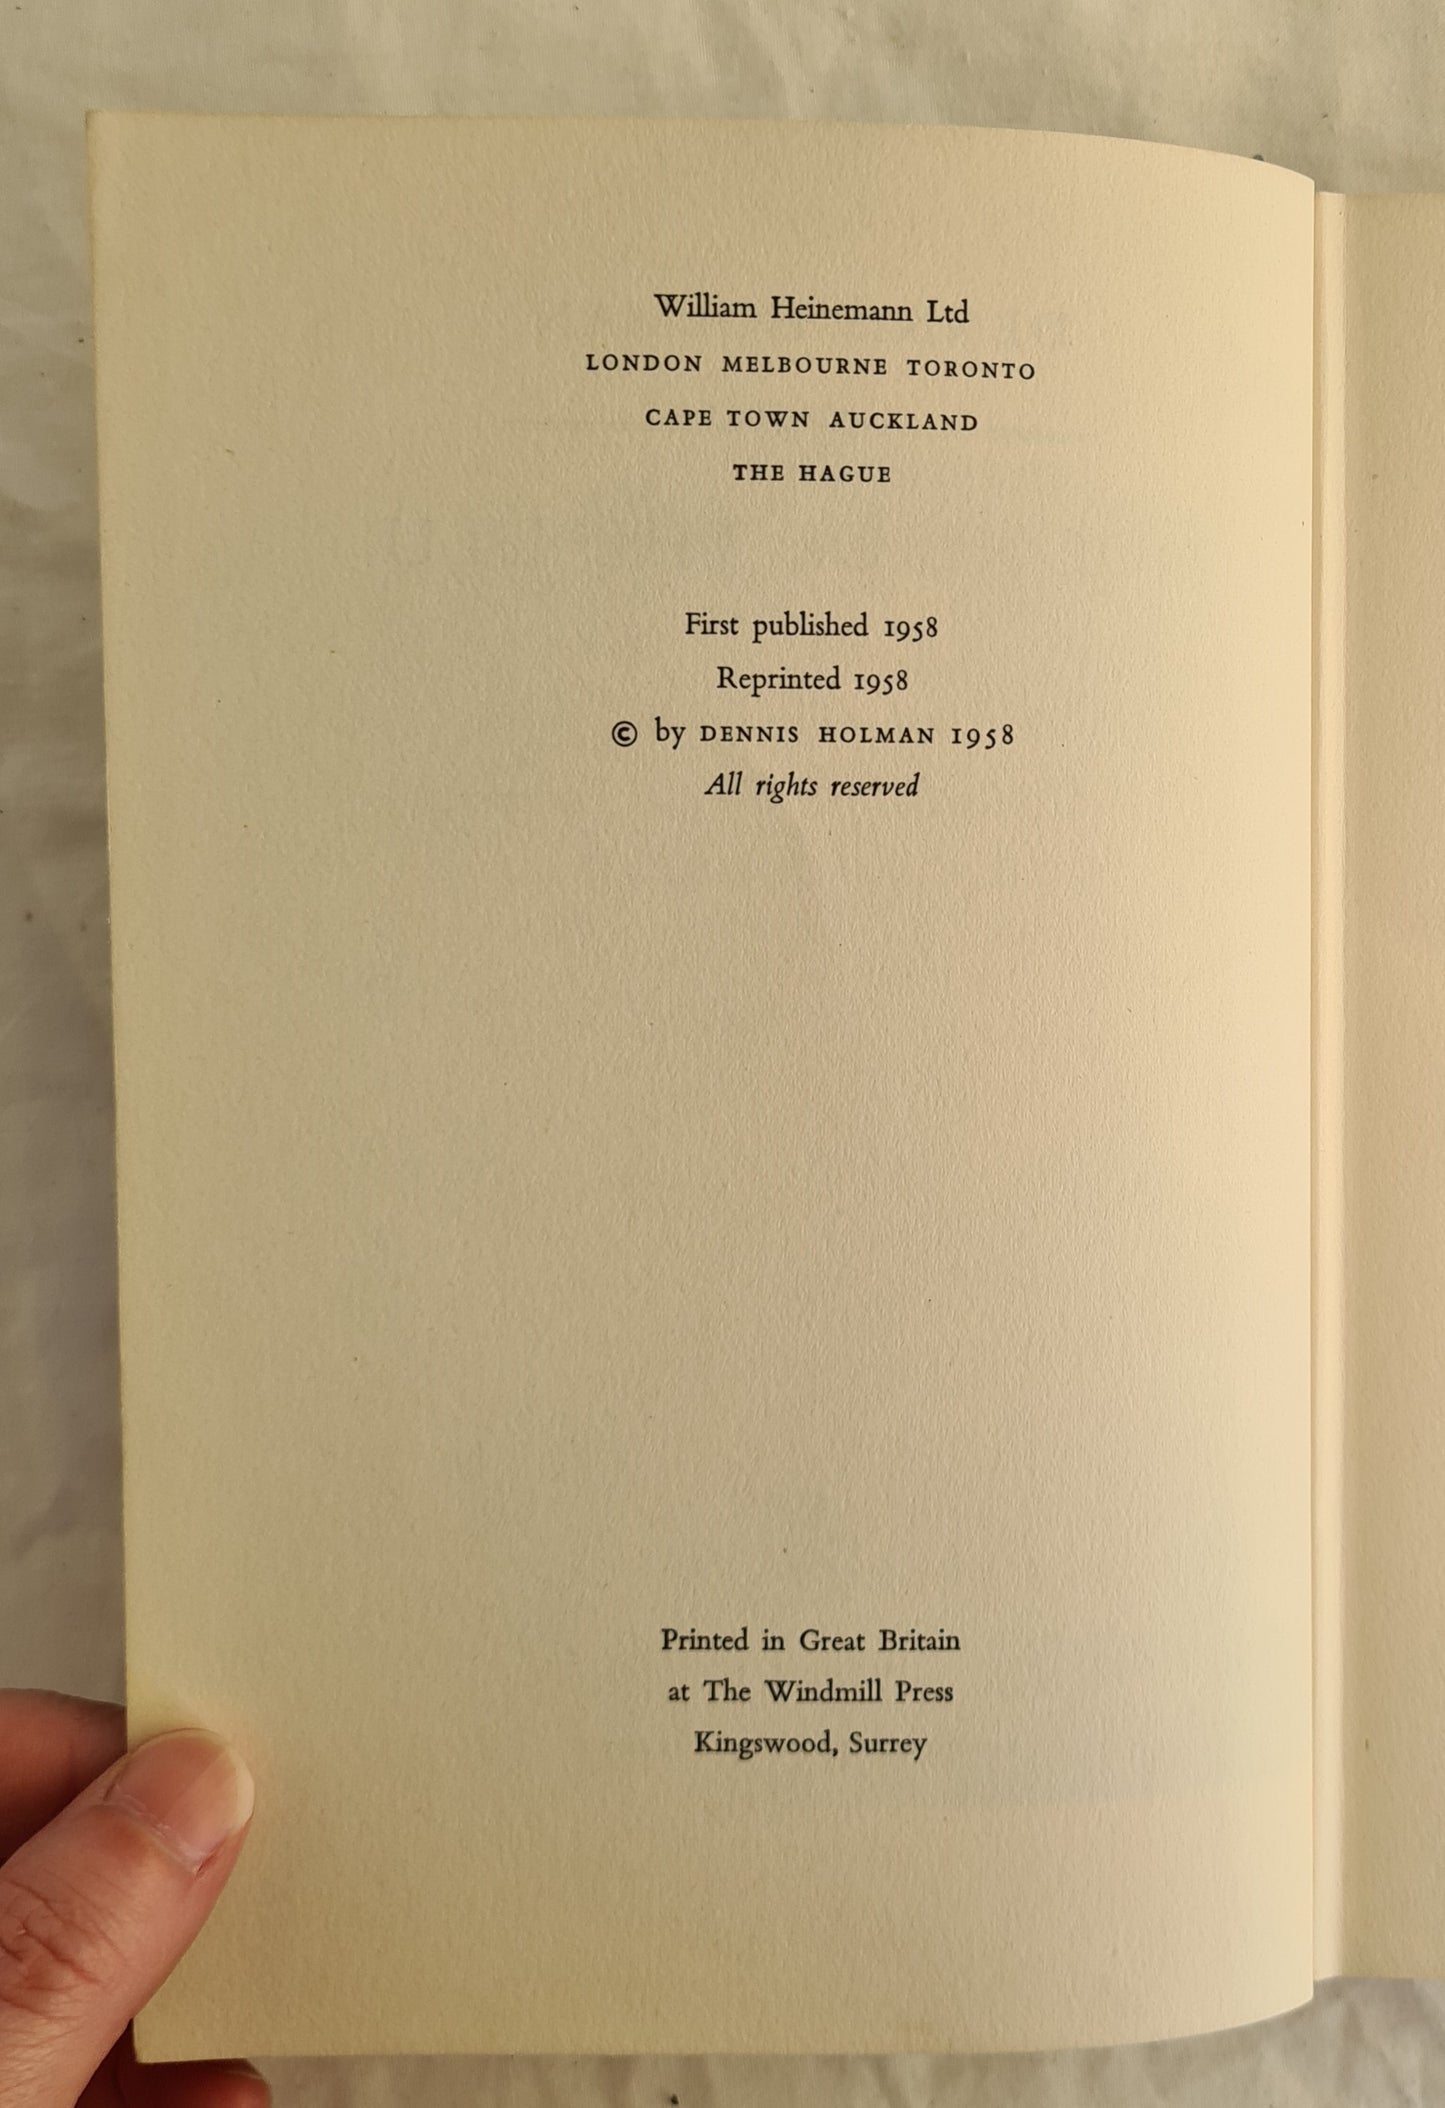 William Heinemann Ltd
LONDON MELBOURNE TORONTO
CAPE TOWN AUCKLAND
THE HAGUE
First published 1958
Reprinted 1958
© by DENNIS HOLMAN 1958
All rights reserved
Printed in Great Britain
at The Windmill Press
Kingswood, Surrey